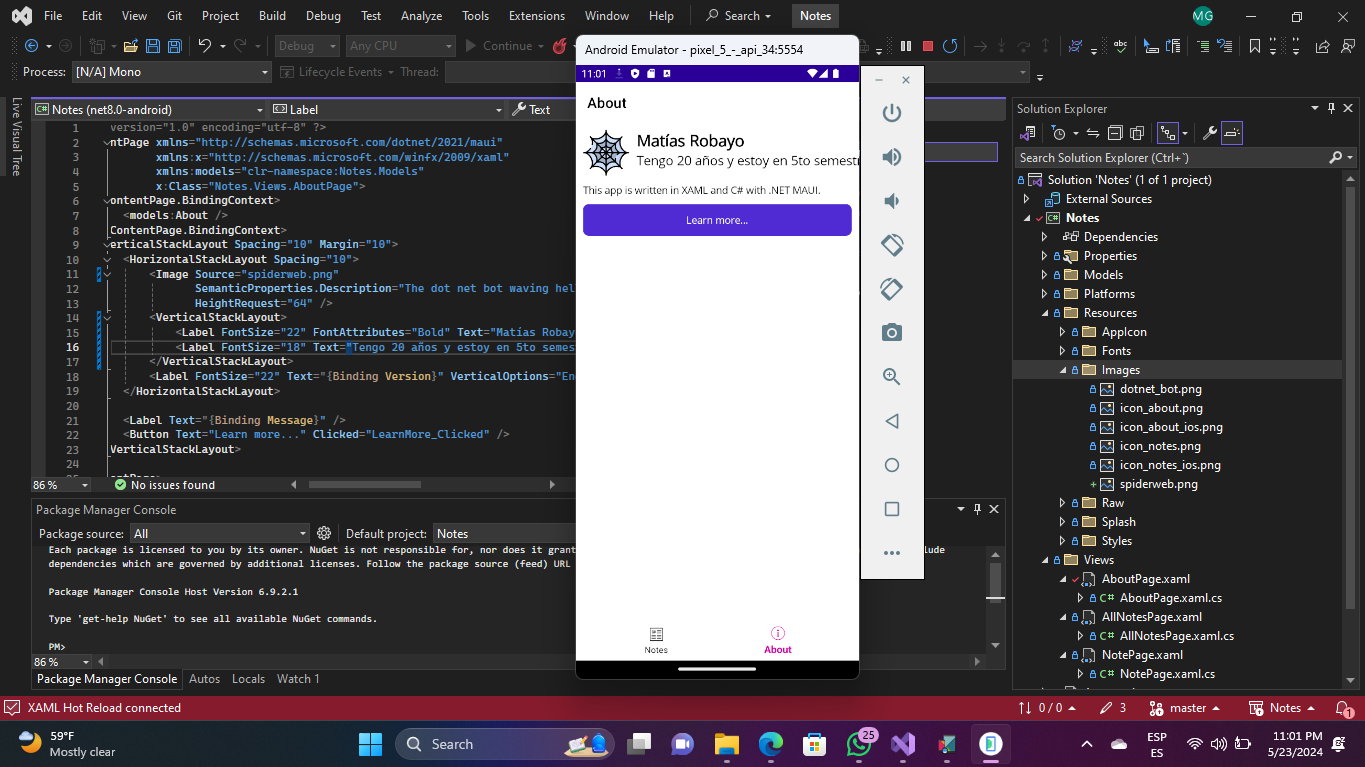 File Edit View Git Project Build Debug Test Analyze Tools Extensions Window Help Search Notes MG
Debug Any CPU Continue
Process: [N/A] Mono Lifecycle Events Thread:
Live Visual Tree
Notes (net8.0-android) Label Text
1 version="1.0" encoding="utf-8" ?>
2 ntPage xmlns="http://schemas.microsoft.com/dotnet/2021/maui"
3 xmlns:x="http://schemas.microsoft.com/winfx/2009/xaml"
4 xmlns:models="clr-namespace:Notes.Models"
5 x:Class="Notes.Views.AboutPage">
6 ontentPage.BindingContext>
7 <models:About />
8 ContentPage.BindingContext>
9 erticalStackLayout Spacing="10" Margin="10">
10 <HorizontalStackLayout Spacing="10">
11 <Image Source="spiderweb.png"
12 SemanticProperties.Description="The dot net bot waving hel
13 HeightRequest="64" />
14 <VerticalStackLayout>
15 <Label FontSize="22" FontAttributes="Bold" Text="Matías Robay
16 <Label FontSize="18" Text="Tengo 20 años y estoy en 5to semes
17 </VerticalStackLayout>
18 <Label FontSize="22" Text="{Binding Version}" VerticalOptions="En
19 </HorizontalStackLayout>
20
21 <Label Text="{Binding Message}" />
22 <Button Text="Learn more..." Clicked="LearnMore_Clicked" />
23 VerticalStackLayout>
24
86 % No issues found
Package Manager Console
Package source: All Default project: Notes
Each package is licensed to you by its owner. NuGet is not responsible for, nor does it grant
clude
dependencies which are governed by additional licenses. Follow the package source (feed) URL
Package Manager Console Host Version 6.9.2.1
Type 'get-help NuGet' to see all available NuGet commands.
PM>
86 %
Package Manager Console Autos Locals Watch 1
Android Emulator - pixel_5_-_api_34:5554
11:01
About
Matías Robayo
Tengo 20 años y estoy en 5to semestr
This app is written in XAML and C# with .NET MAUI.
Learn more...
Notes About
Solution Explorer
Search Solution Explorer (Ctrl+´)
Solution 'Notes' (1 of 1 project)
External Sources
Notes
Dependencies
Properties
Models
Platforms
Resources
AppIcon
Fonts
Images
dotnet_bot.png
icon_about.png
icon_about_ios.png
icon_notes.png
icon_notes_ios.png
spiderweb.png
Raw
Splash
Styles
Views
AboutPage.xaml
C# AboutPage.xaml.cs
AllNotesPage.xaml
C# AllNotesPage.xaml.cs
NotePage.xaml
C# NotePage.xaml.cs
XAML Hot Reload connected 0 / 0 3 master Notes 1
59°F
Mostly clear
Search
25
ESP
ES
11:01 PM
5/23/2024